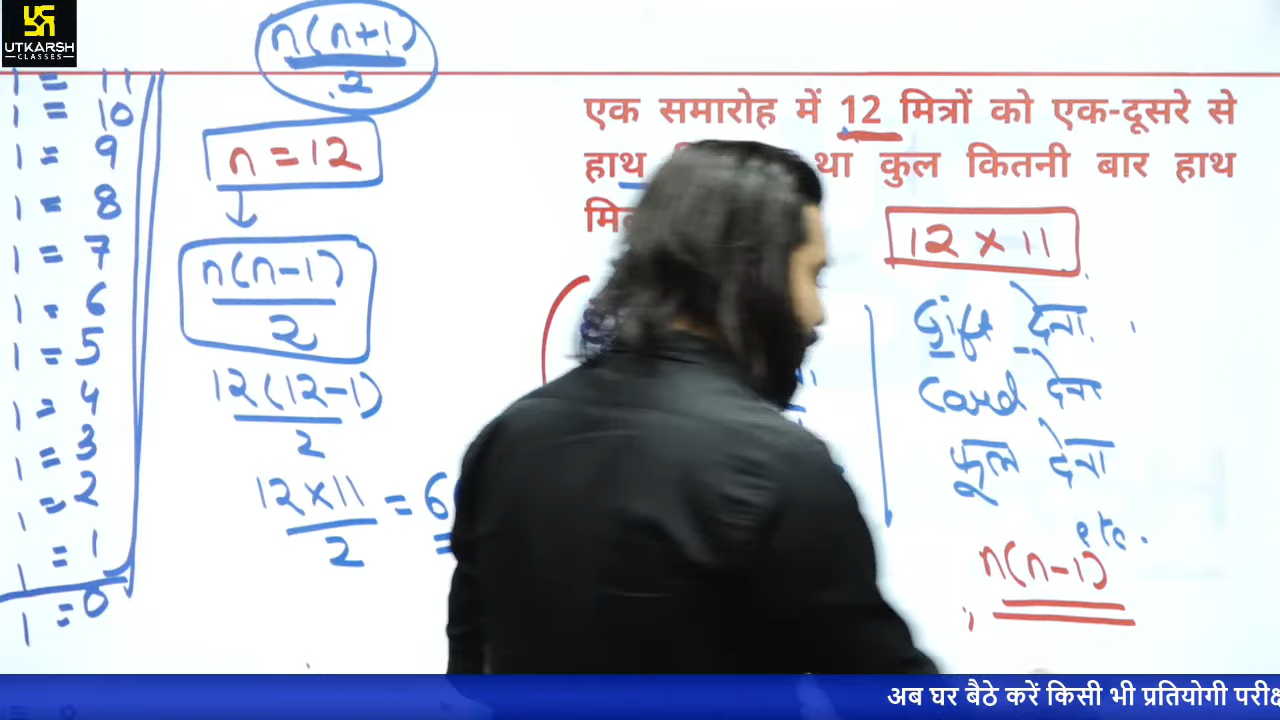 UTKARSH
CLASSES
n(n+1)
2
1 = 11
1 = 10
1 = 9
1 = 8
1 = 7
1 = 6
1 = 5
1 = 4
1 = 3
1 = 2
1 = 1
1 = 0
n = 12
n(n-1)
2
12(12-1)
2
12 × 11 = 6
2
एक समारोह में 12 मित्रों को एक-दूसरे से
हाथ था कुल कितनी बार हाथ
12 × 11
Gift देना
Card देना
फूल देना
etc.
n(n-1)
अब घर बैठे करें किसी भी प्रतियोगी